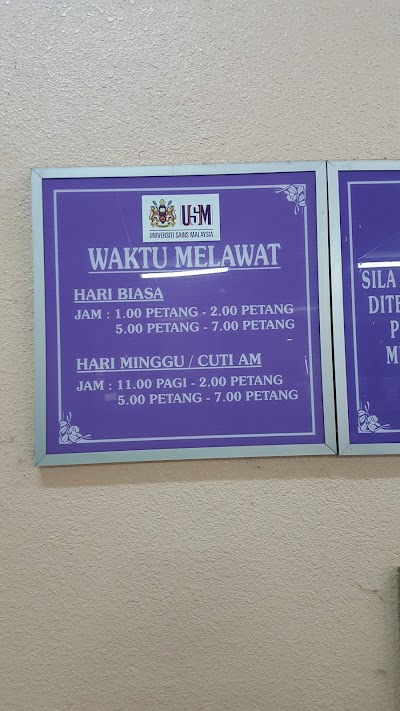 USM
UNIVERSITI SAINS MALAYSIA
WAKTU MELAWAT
HARI BIASA
JAM : 1.00 PETANG - 2.00 PETANG
5.00 PETANG - 7.00 PETANG
HARI MINGGU / CUTI AM
JAM : 11.00 PAGI - 2.00 PETANG
5.00 PETANG - 7.00 PETANG
SILA